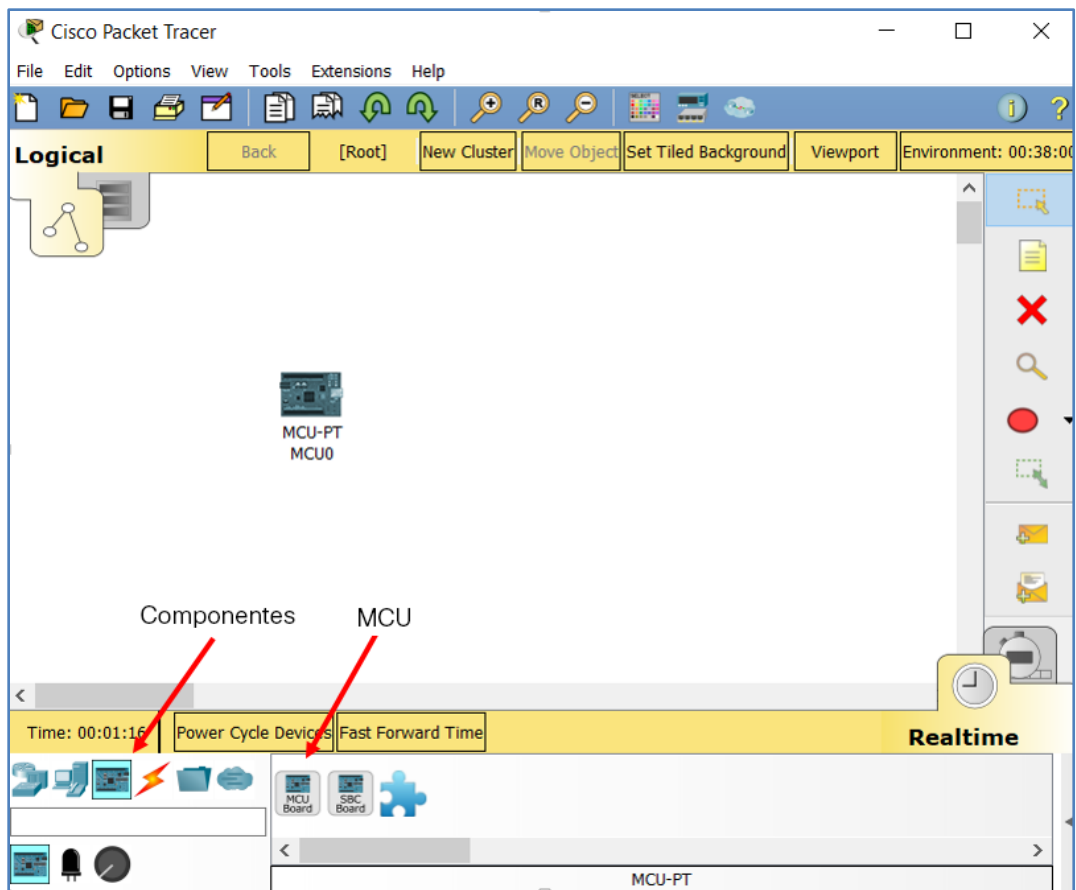 Cisco Packet Tracer
File Edit Options View Tools Extensions Help
Logical Back [Root] New Cluster Move Object Set Tiled Background Viewport Environment: 00:38:00
MCU-PT
MCU0
Componentes MCU
Time: 00:01:16 Power Cycle Devices Fast Forward Time Realtime
MCU Board
SBC Board
MCU-PT